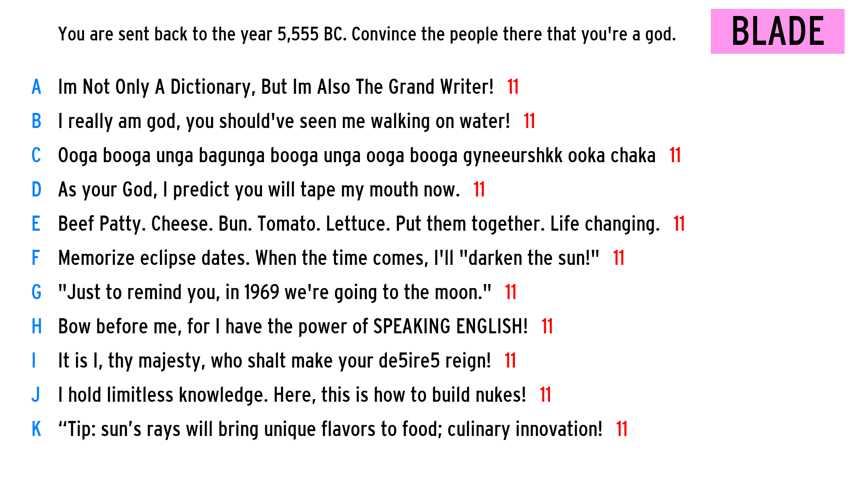 You are sent back to the year 5,555 BC. Convince the people there that you're a god.
BLADE
A Im Not Only A Dictionary, But Im Also The Grand Writer! 11
B I really am god, you should've seen me walking on water! 11
C Ooga booga unga bagunga booga unga ooga booga gyneeurshkk ooka chaka 11
D As your God, I predict you will tape my mouth now. 11
E Beef Patty. Cheese. Bun. Tomato. Lettuce. Put them together. Life changing. 11
F Memorize eclipse dates. When the time comes, I'll "darken the sun!" 11
G "Just to remind you, in 1969 we're going to the moon." 11
H Bow before me, for I have the power of SPEAKING ENGLISH! 11
I It is I, thy majesty, who shalt make your de5ire5 reign! 11
J I hold limitless knowledge. Here, this is how to build nukes! 11
K “Tip: sun’s rays will bring unique flavors to food; culinary innovation! 11